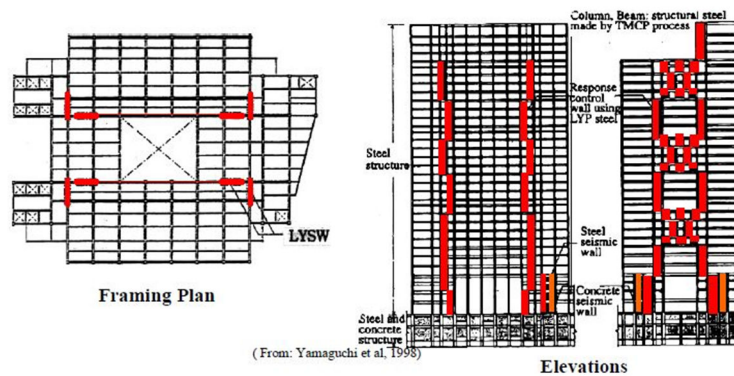 Column, Beam: structural steel
made by TMCP process
Response
control
wall using
LYP steel
Steel
structure
LYSW
Steel
seismic
wall
Framing Plan
Concrete
seismic
wall
Steel and
concrete
structure
( From: Yamaguchi et al, 1998)
Elevations